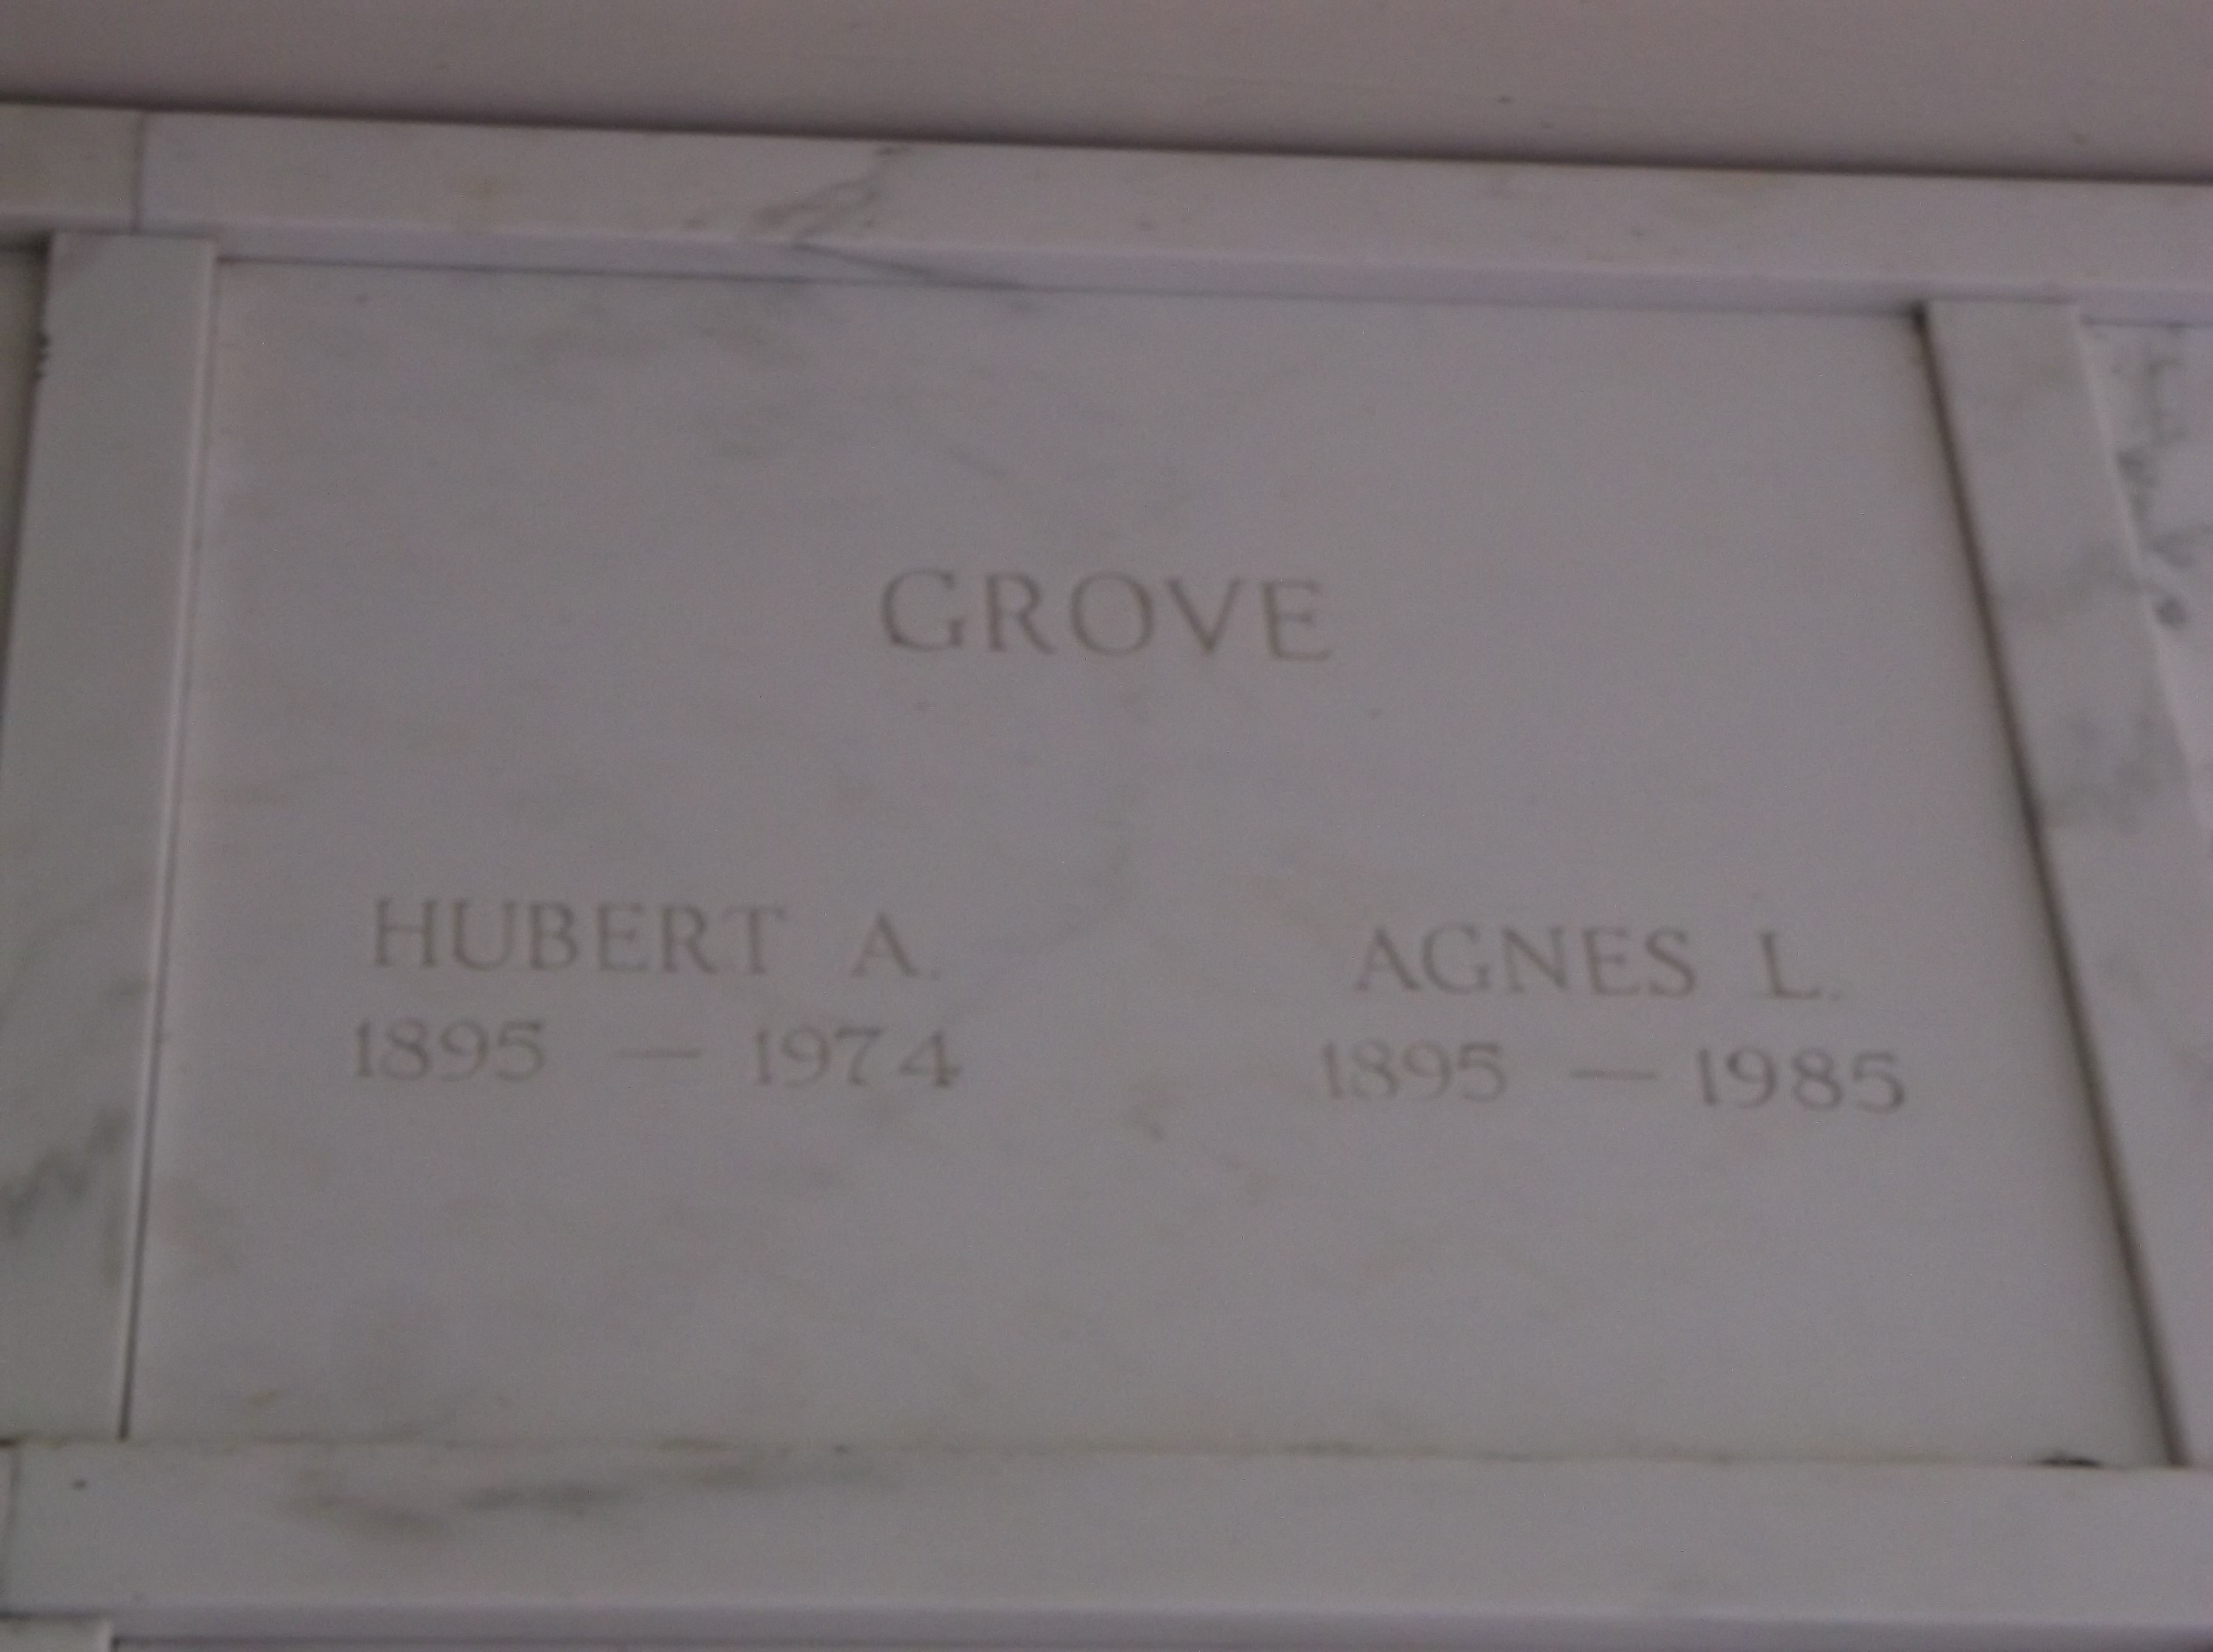 GROVE
HUBERT A. AGNES L.
1895 — 1974 1895 — 1985